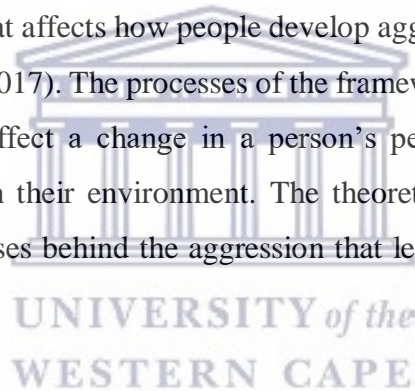 at affects how people develop agg
017). The processes of the framew
ffect a change in a person's pe
n their environment. The theoret
ses behind the aggression that le
UNIVERSITY of the
WESTERN CAPE